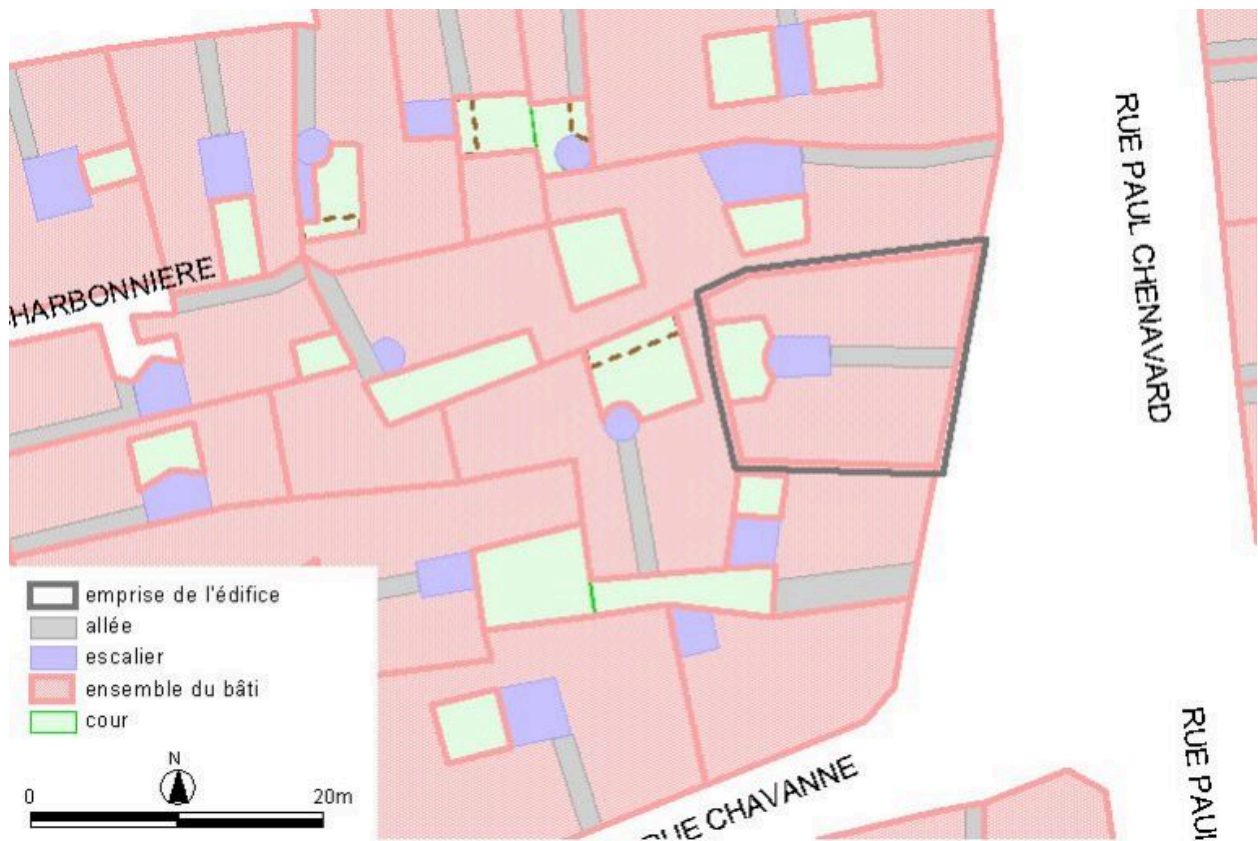 HARBONNIERE
RUE PAUL CHENAVARD
emprise de l'édifice
allée
escalier
ensemble du bâti
cour
N
0 20m
RUE CHAVANNE
RUE PAUL